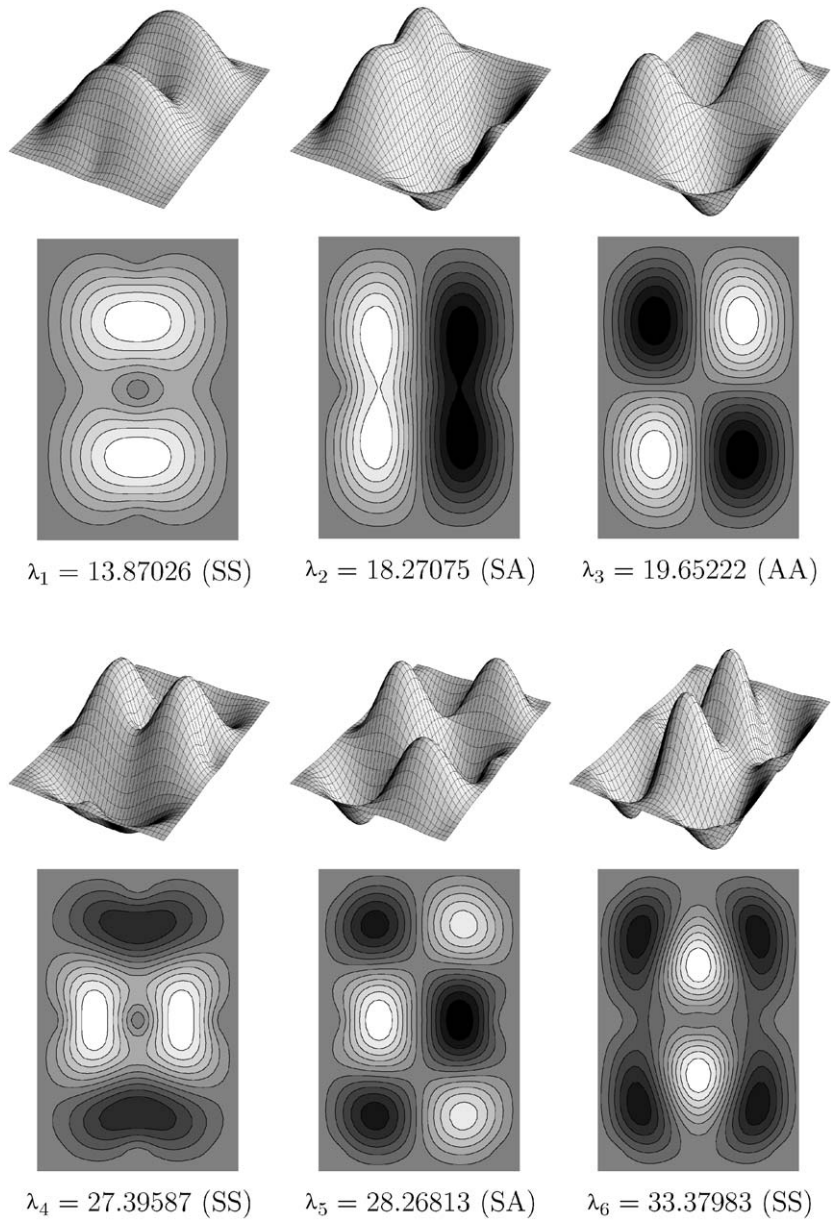 λ₁ = 13.87026 (SS)
λ₂ = 18.27075 (SA)
λ₃ = 19.65222 (AA)
λ₄ = 27.39587 (SS)
λ₅ = 28.26813 (SA)
λ₆ = 33.37983 (SS)